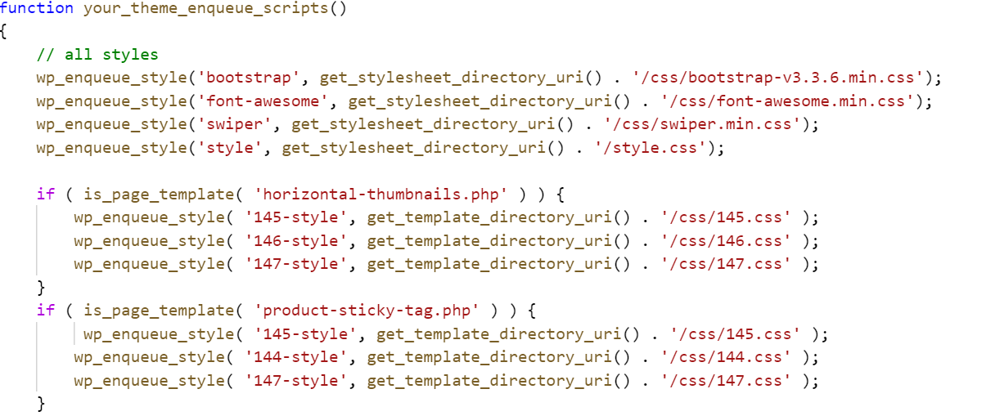 function your_theme_enqueue_scripts()
{
    // all styles
    wp_enqueue_style('bootstrap', get_stylesheet_directory_uri() . '/css/bootstrap-v3.3.6.min.css');
    wp_enqueue_style('font-awesome', get_stylesheet_directory_uri() . '/css/font-awesome.min.css');
    wp_enqueue_style('swiper', get_stylesheet_directory_uri() . '/css/swiper.min.css');
    wp_enqueue_style('style', get_stylesheet_directory_uri() . '/style.css');

    if ( is_page_template( 'horizontal-thumbnails.php' ) ) {
        wp_enqueue_style( '145-style', get_template_directory_uri() . '/css/145.css' );
        wp_enqueue_style( '146-style', get_template_directory_uri() . '/css/146.css' );
        wp_enqueue_style( '147-style', get_template_directory_uri() . '/css/147.css' );
    }
    if ( is_page_template( 'product-sticky-tag.php' ) ) {
         wp_enqueue_style( '145-style', get_template_directory_uri() . '/css/145.css' );
        wp_enqueue_style( '144-style', get_template_directory_uri() . '/css/144.css' );
        wp_enqueue_style( '147-style', get_template_directory_uri() . '/css/147.css' );
    }